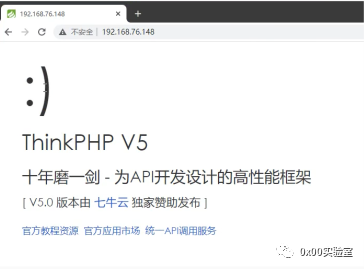 192.168.76.148
不安全 | 192.168.76.148
:)
ThinkPHP V5
十年磨一剑 - 为API开发设计的高性能框架
[ V5.0 版本由 七牛云 独家赞助发布 ]
官方教程资源 官方应用市场 统一API调用服务
0x00实验室